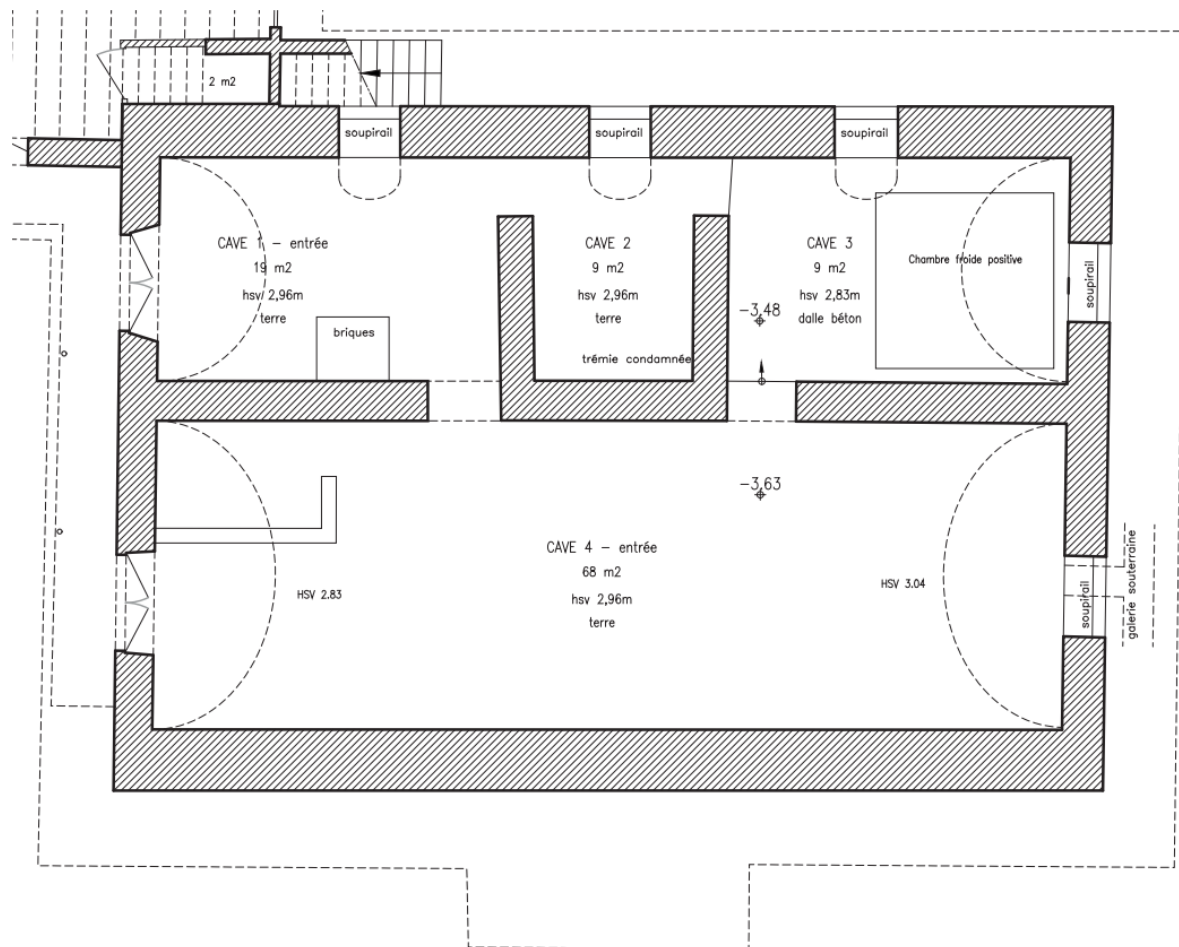 2 m2
soupirail
soupirail
soupirail
CAVE 1 – entrée
19 m2
hsv 2,96m
terre
briques
CAVE 2
9 m2
hsv 2,96m
terre
trémie condamnée
CAVE 3
9 m2
hsv 2,83m
dalle béton
-3,48
Chambre froide positive
soupirail
-3,63
CAVE 4 – entrée
68 m2
hsv 2,96m
terre
HSV 2.83
HSV 3.04
soupirail
galerie souterraine